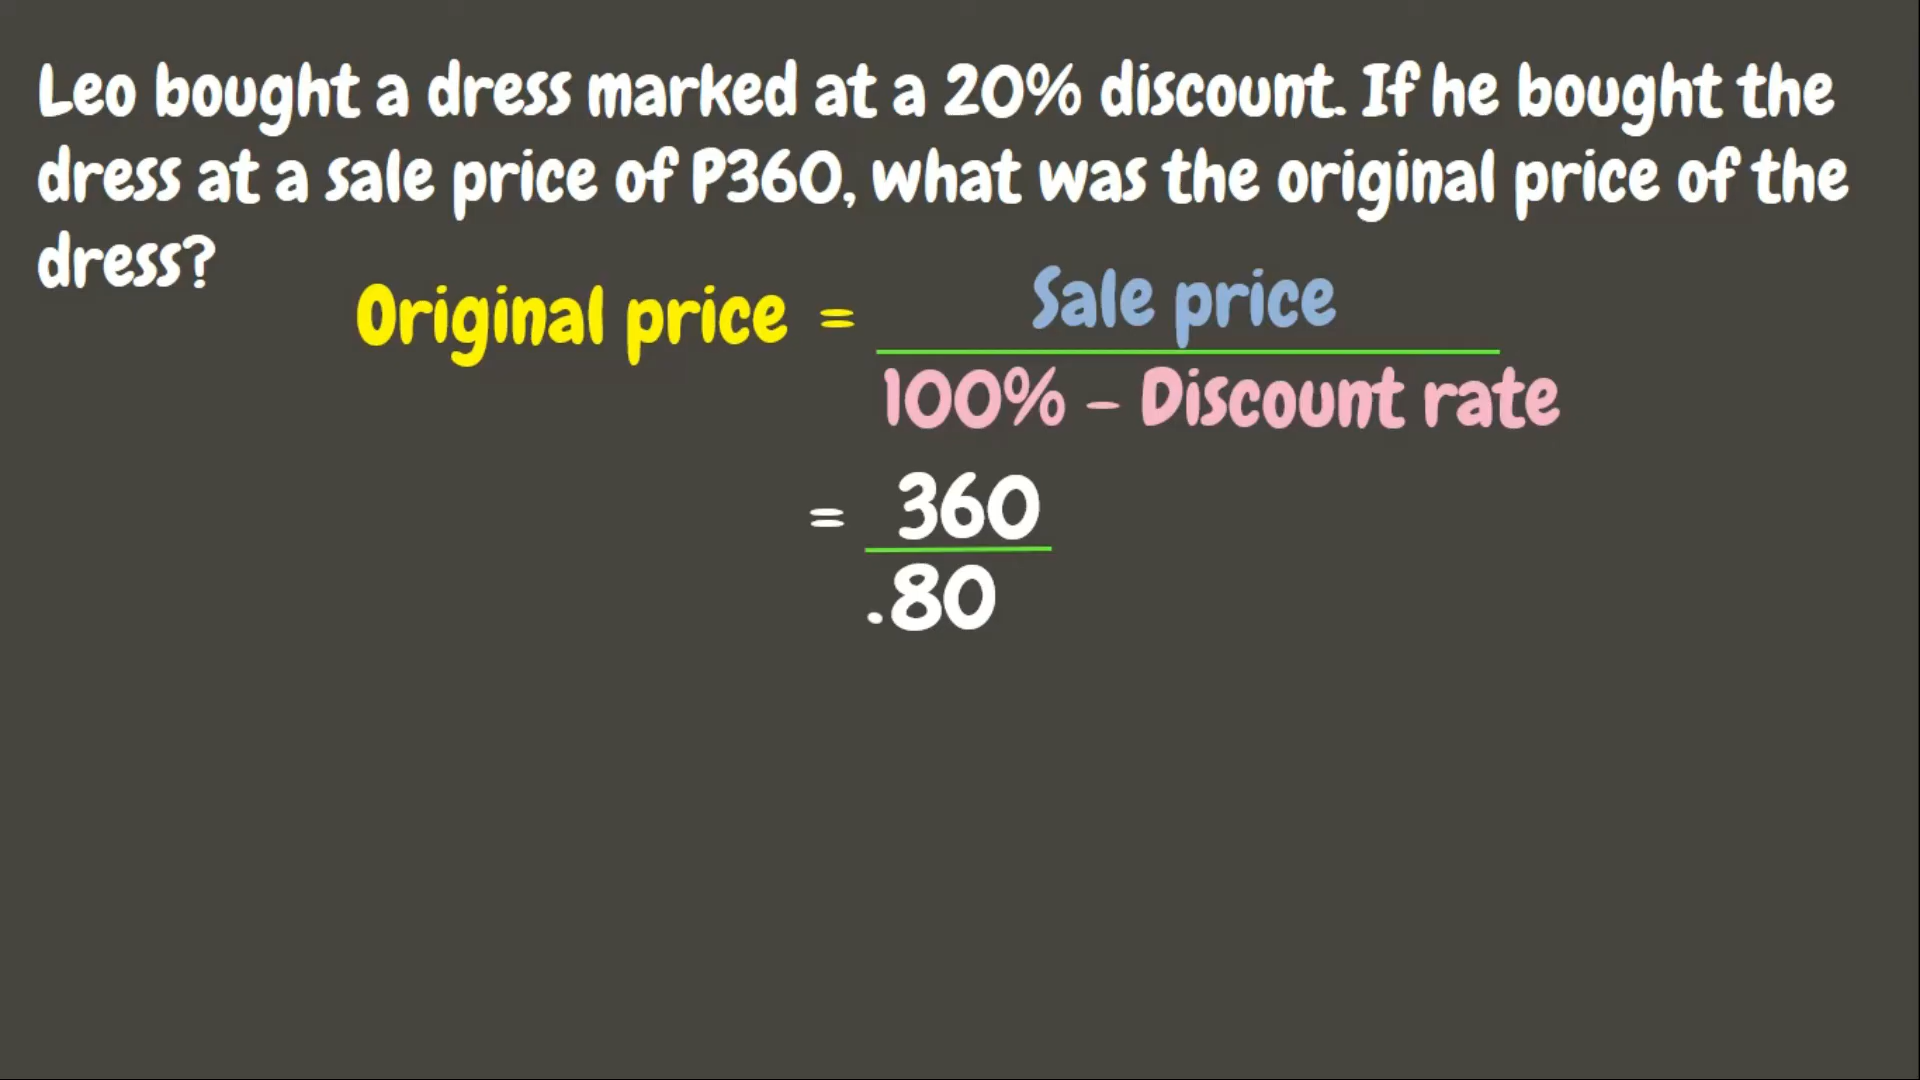 Leo bought a dress marked at a 20% discount. If he bought the
dress at a sale price of P360, what was the original price of the
dress?
Original price = Sale price
100% - Discount rate
= 360
.80